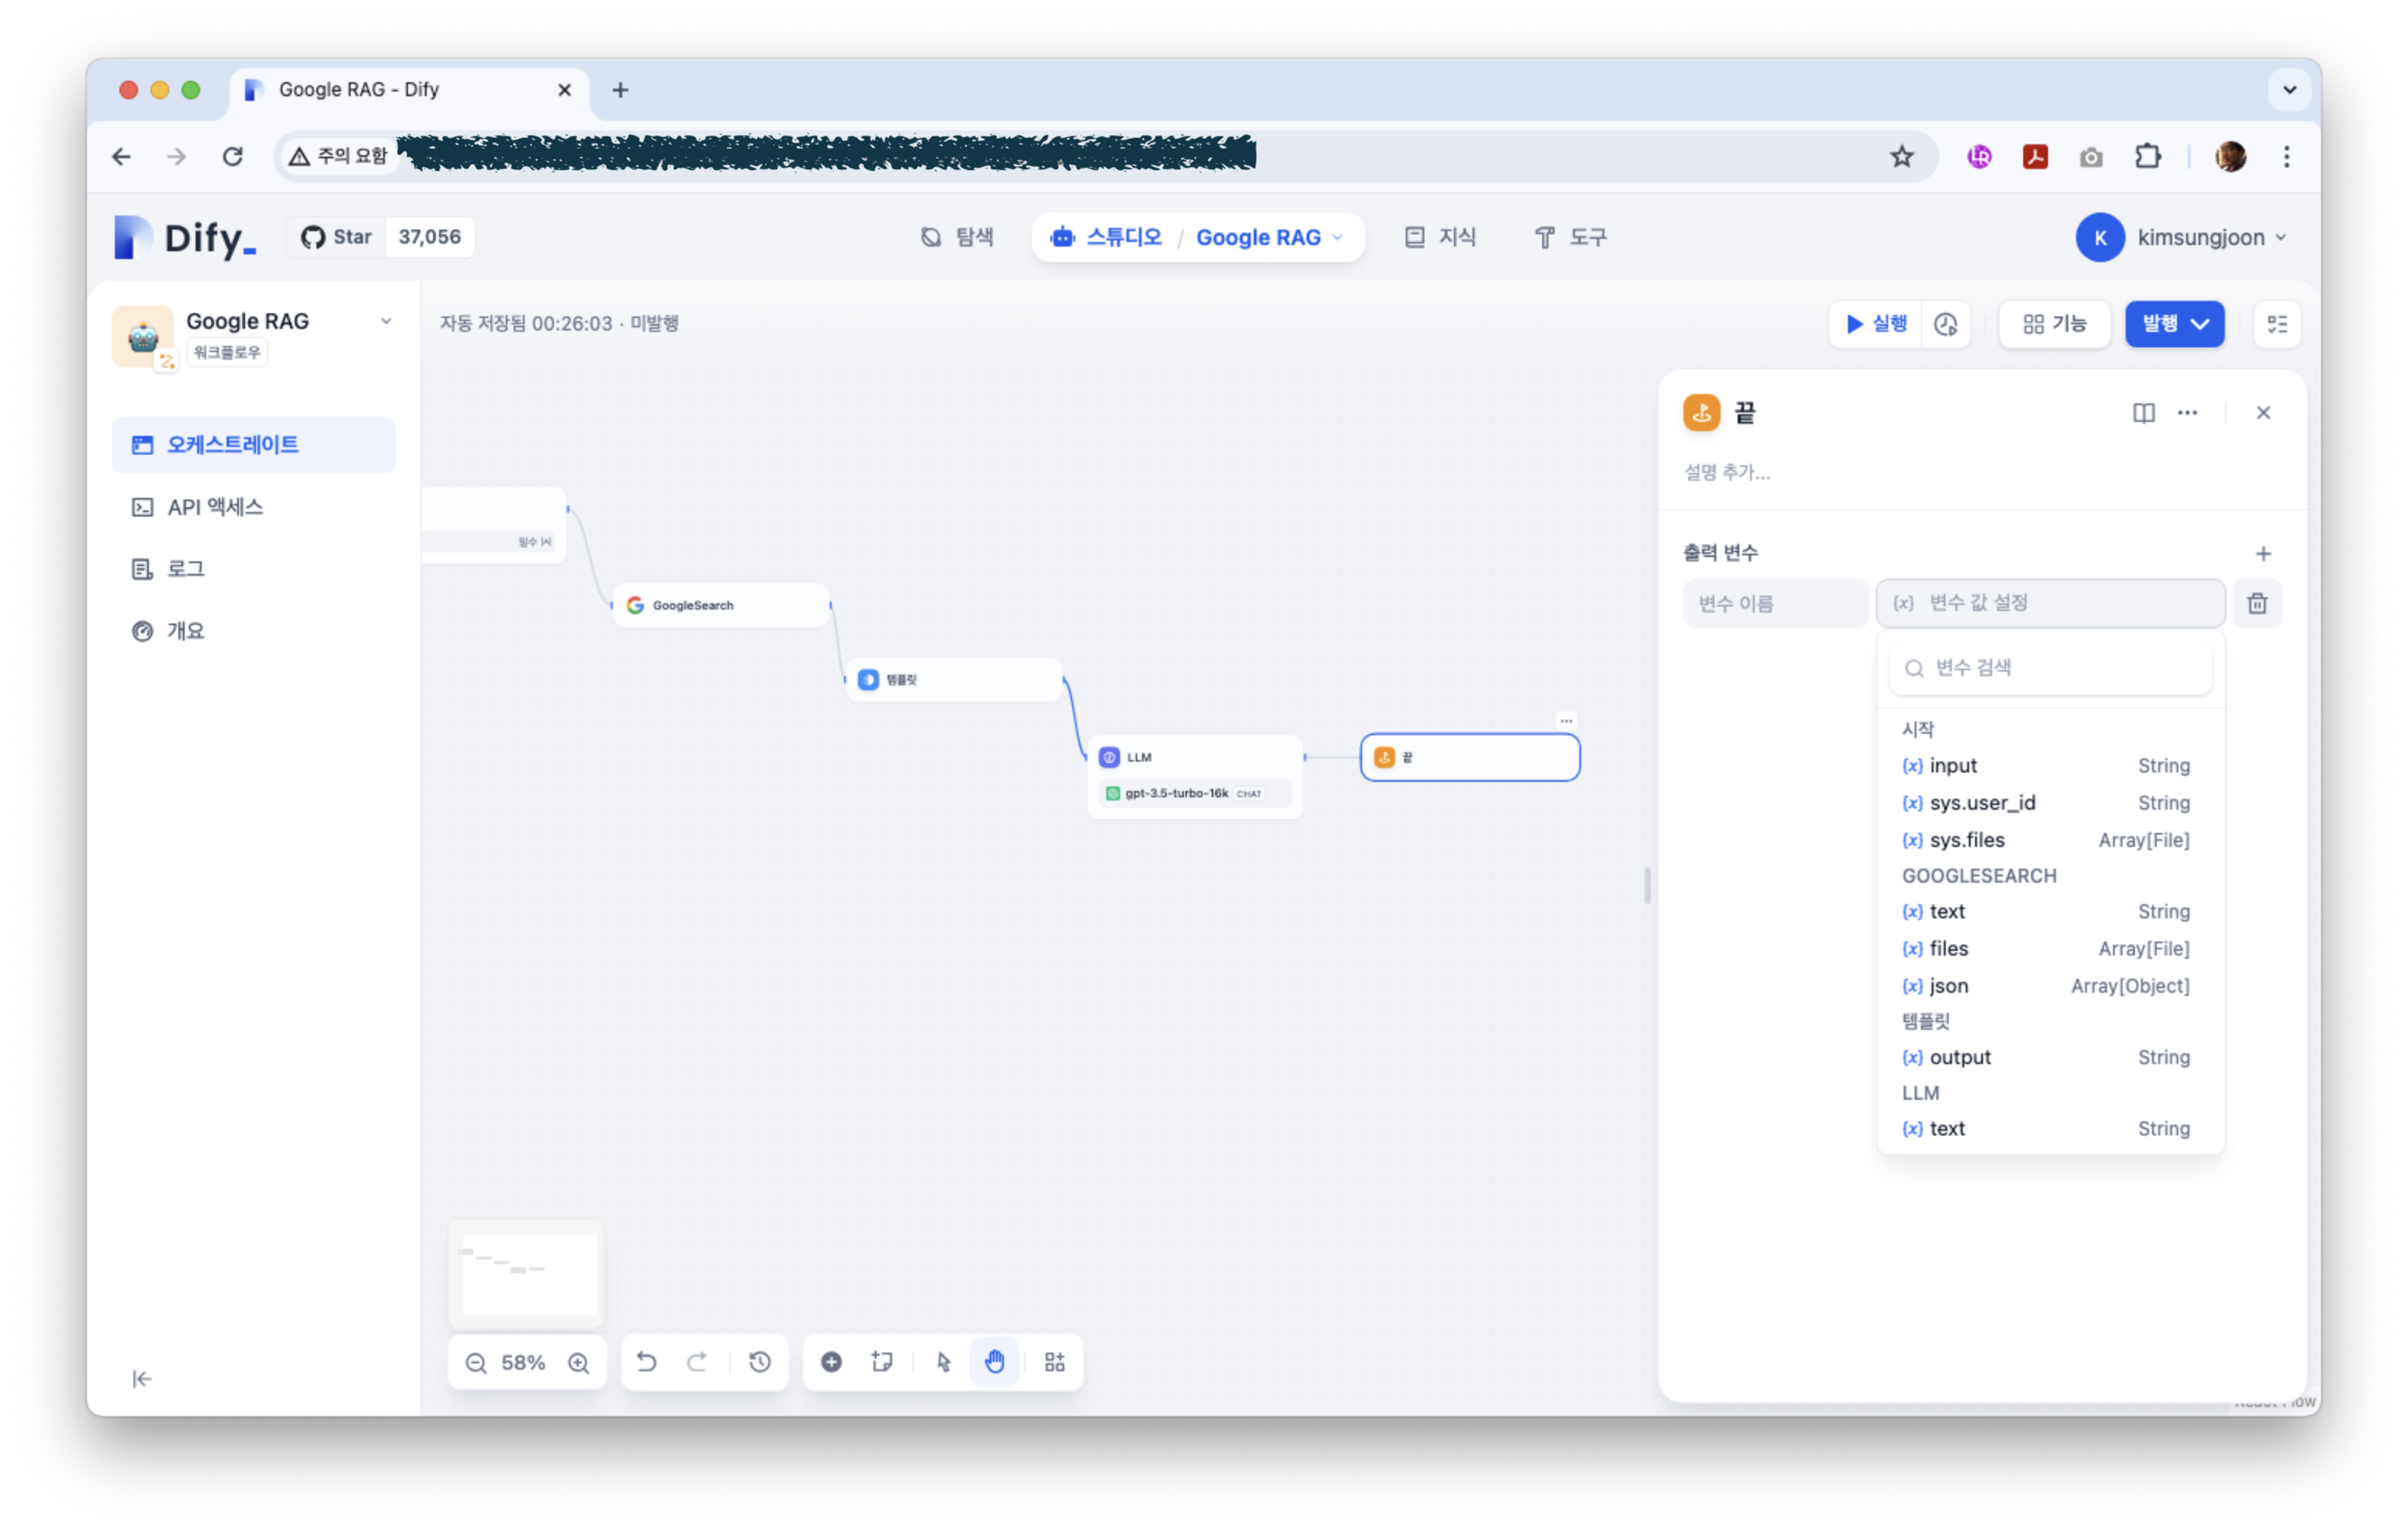 Google RAG - Dify
주의 요함
Dify_
Star 37,056
탐색
스튜디오 / Google RAG
지식
도구
K kimsungjoon
Google RAG
워크플로우
오케스트레이트
API 액세스
로그
개요
자동 저장됨 00:26:03 · 미발행
실행
기능
발행
필수
GoogleSearch
템플릿
LLM
gpt-3.5-turbo-16k CHAT
끝
58%
끝
설명 추가...
출력 변수
변수 이름
{x} 변수 값 설정
변수 검색
시작
{x} input String
{x} sys.user_id String
{x} sys.files Array[File]
GOOGLESEARCH
{x} text String
{x} files Array[File]
{x} json Array[Object]
템플릿
{x} output String
LLM
{x} text String